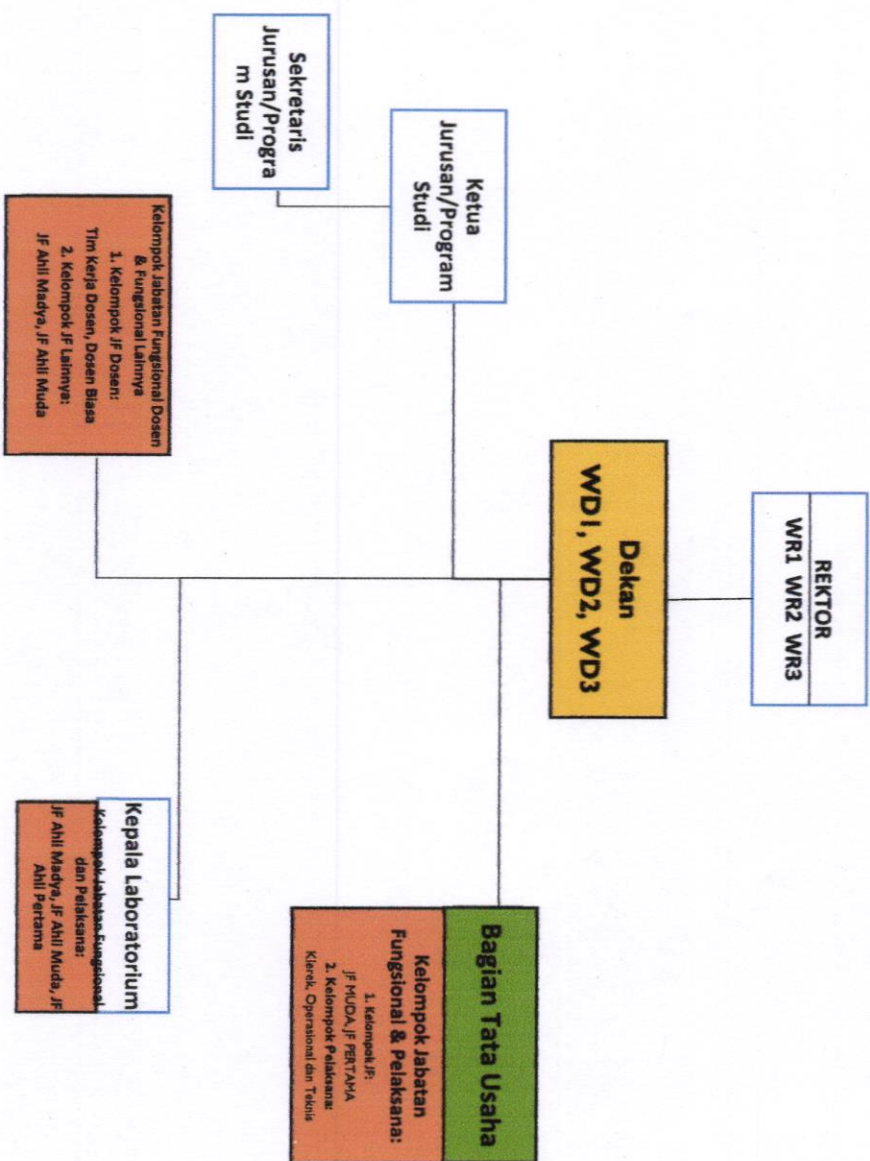 REKTOR
WR1 WR2 WR3
Dekan
WD1, WD2, WD3
Ketua
Jurusan/Program
Studi
Sekretaris
Jurusan/Progra
m Studi
Bagian Tata Usaha
Kelompok Jabatan
Fungsional & Pelaksana:
1. Kelompok JF:
JF MUDA, JF PERTAMA
2. Kelompok Pelaksana:
Klerek, Operasional dan Teknis
Kelompok Jabatan Fungsional Dosen
& Fungsional Lainnya
1. Kelompok JF Dosen:
Tim Kerja Dosen, Dosen Biasa
2. Kelompok JF Lainnya:
JF Ahli Madya, JF Ahli Muda
Kepala Laboratorium
Kelompok Jabatan Fungsional
dan Pelaksana:
JF Ahli Madya, JF Ahli Muda, JF
Ahli Pertama